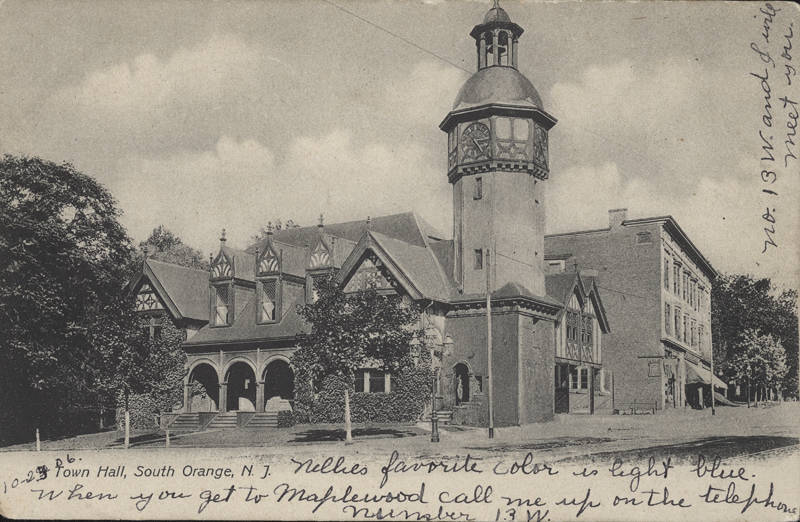 Town Hall, South Orange, N. J.
10-23 06.
Nellies favorite color is light blue.
When you get to Maplewood call me up on the telephone
Number 13 W.
No. 13 W. and I will
meet you.